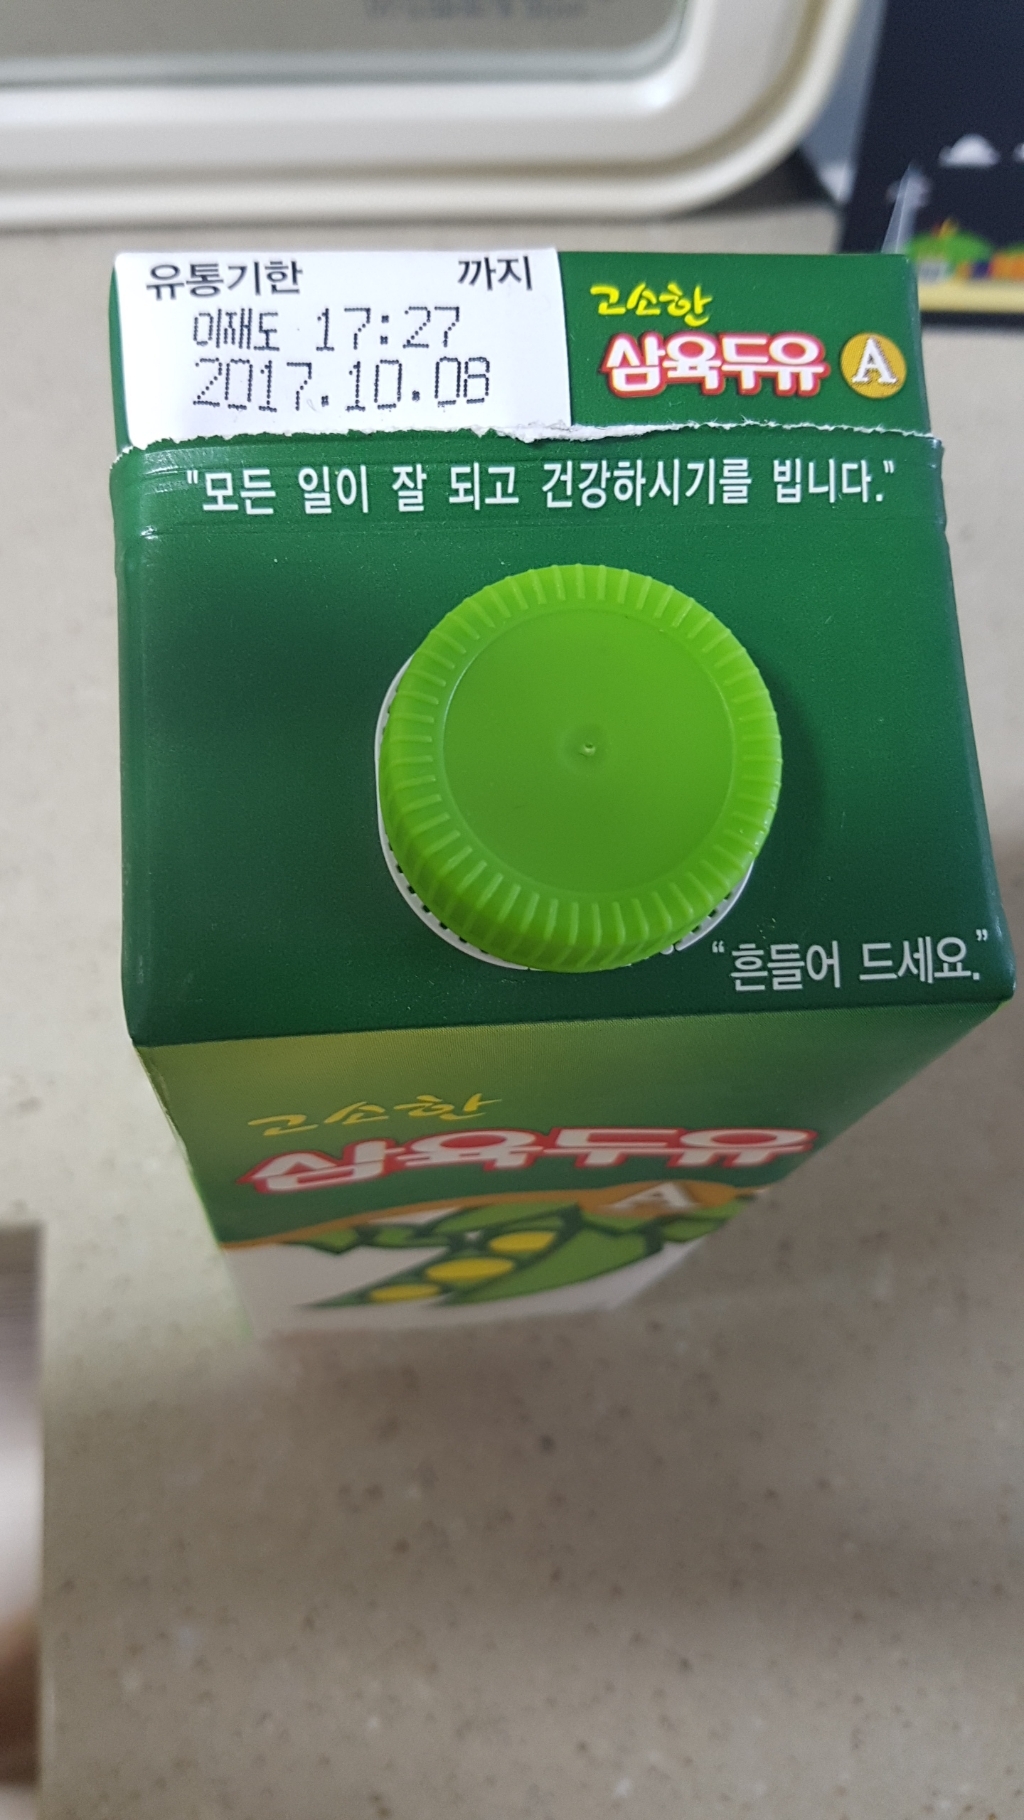 유통기한 까지
이재도 17:27
2017.10.08
고소한
삼육두유 A
"모든 일이 잘 되고 건강하시기를 빕니다."
"흔들어 드세요."
고소한
삼육두유
A